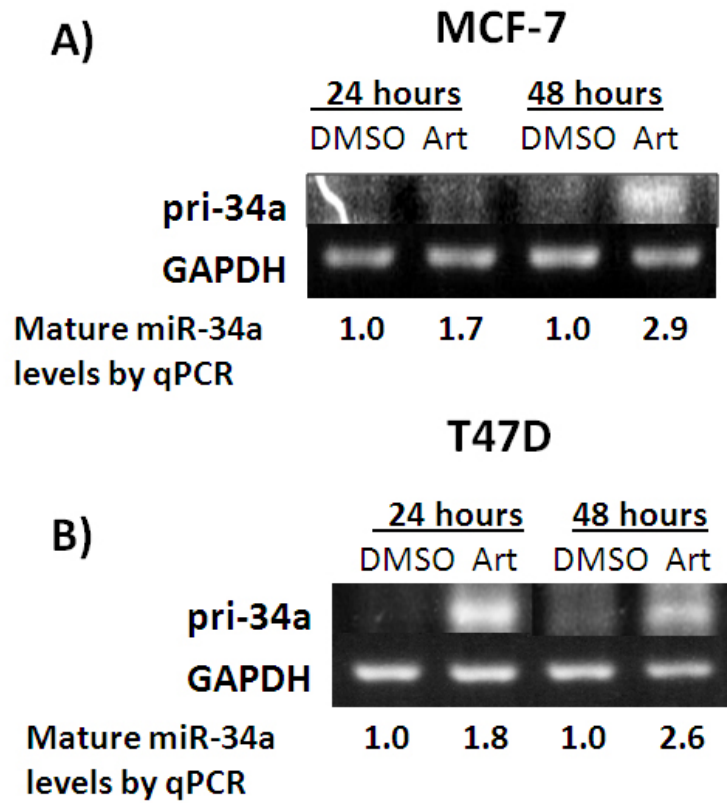 A)
MCF-7
24 hours 48 hours
DMSO Art DMSO Art
pri-34a
GAPDH
Mature miR-34a 1.0 1.7 1.0 2.9
levels by qPCR
T47D
B)
24 hours 48 hours
DMSO Art DMSO Art
pri-34a
GAPDH
Mature miR-34a 1.0 1.8 1.0 2.6
levels by qPCR